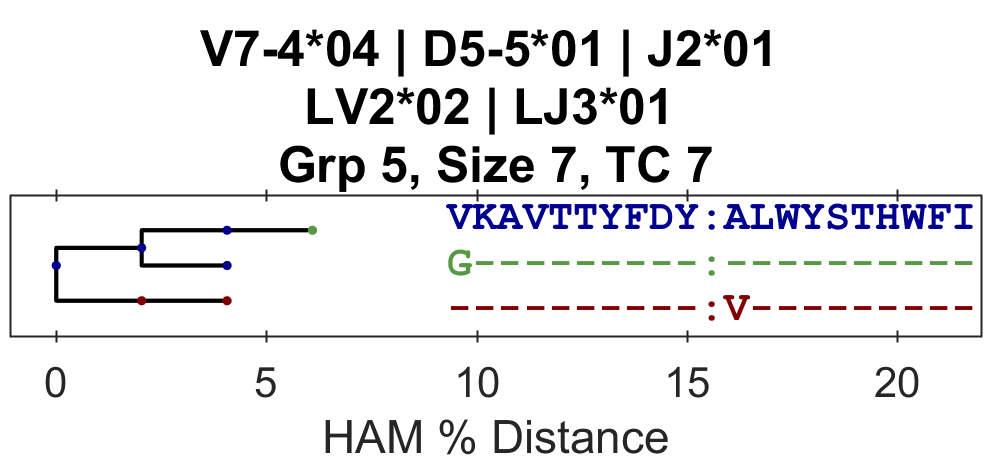 V7-4*04 | D5-5*01 | J2*01
LV2*02 | LJ3*01
Grp 5, Size 7, TC 7
VKAVTTYFDY:ALWYSTHWFI
G---------:----------
----------:V---------
0 5 10 15 20
HAM % Distance